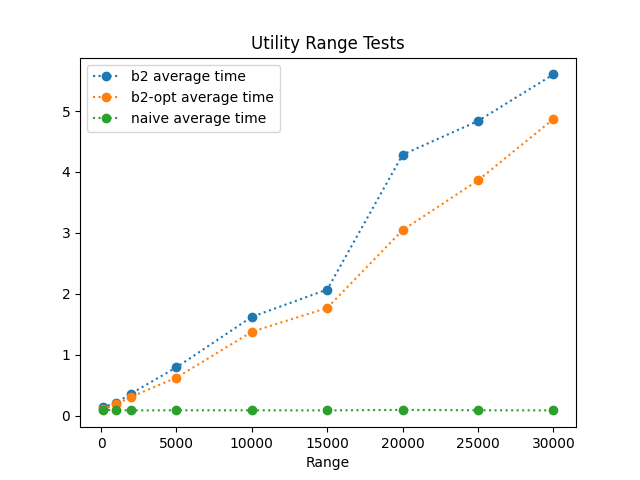 Utility Range Tests
b2 average time
b2-opt average time
naive average time
5
4
3
2
1
0
0 5000 10000 15000 20000 25000 30000
Range